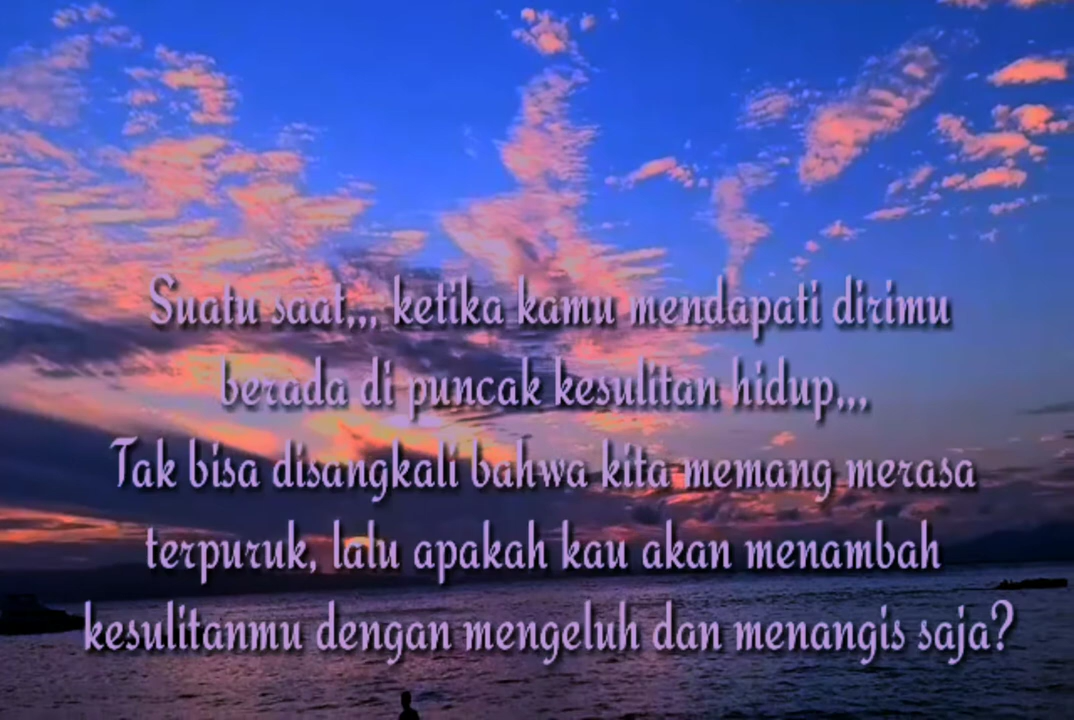 Suatu saat,,, ketika kamu mendapati dirimu
berada di puncak kesulitan hidup,,,
Tak bisa disangkali bahwa kita memang merasa
terpuruk, lalu apakah kau akan menambah
kesulitanmu dengan mengeluh dan menangis saja?